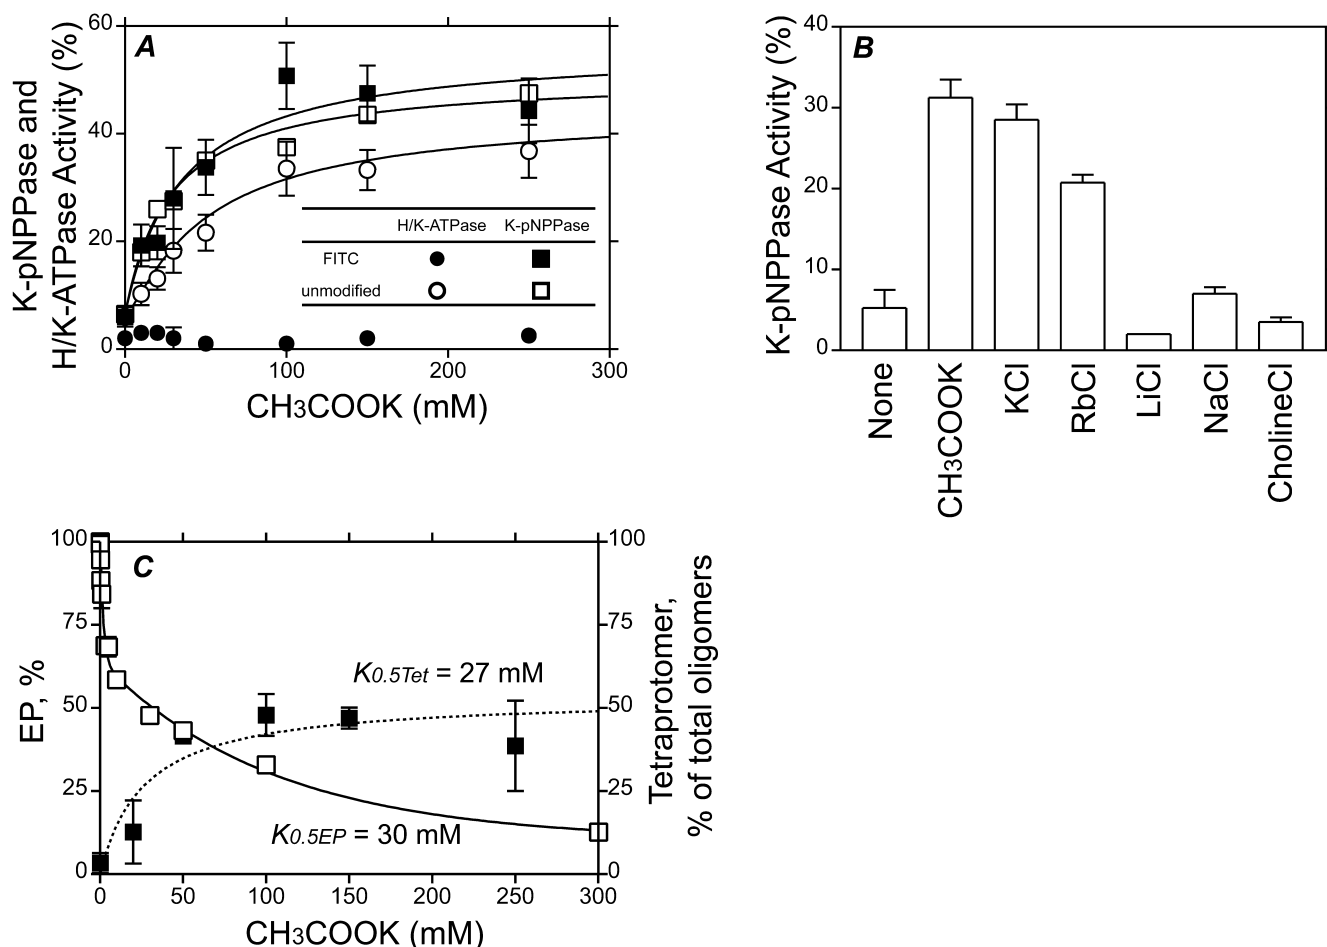 A
K-pNPPase and
H/K-ATPase Activity (%)
60
40
20
0
0 100 200 300
CH3COOK (mM)
H/K-ATPase K-pNPPase
FITC
unmodified
B
K-pNPPase Activity (%)
40
30
20
10
0
None
CH3COOK
KCl
RbCl
LiCl
NaCl
CholineCl
C
EP, %
100
75
50
25
0
K0.5Tet = 27 mM
K0.5EP = 30 mM
100
75
50
25
0
Tetraprotomer,
% of total oligomers
0 50 100 150 200 250 300
CH3COOK (mM)